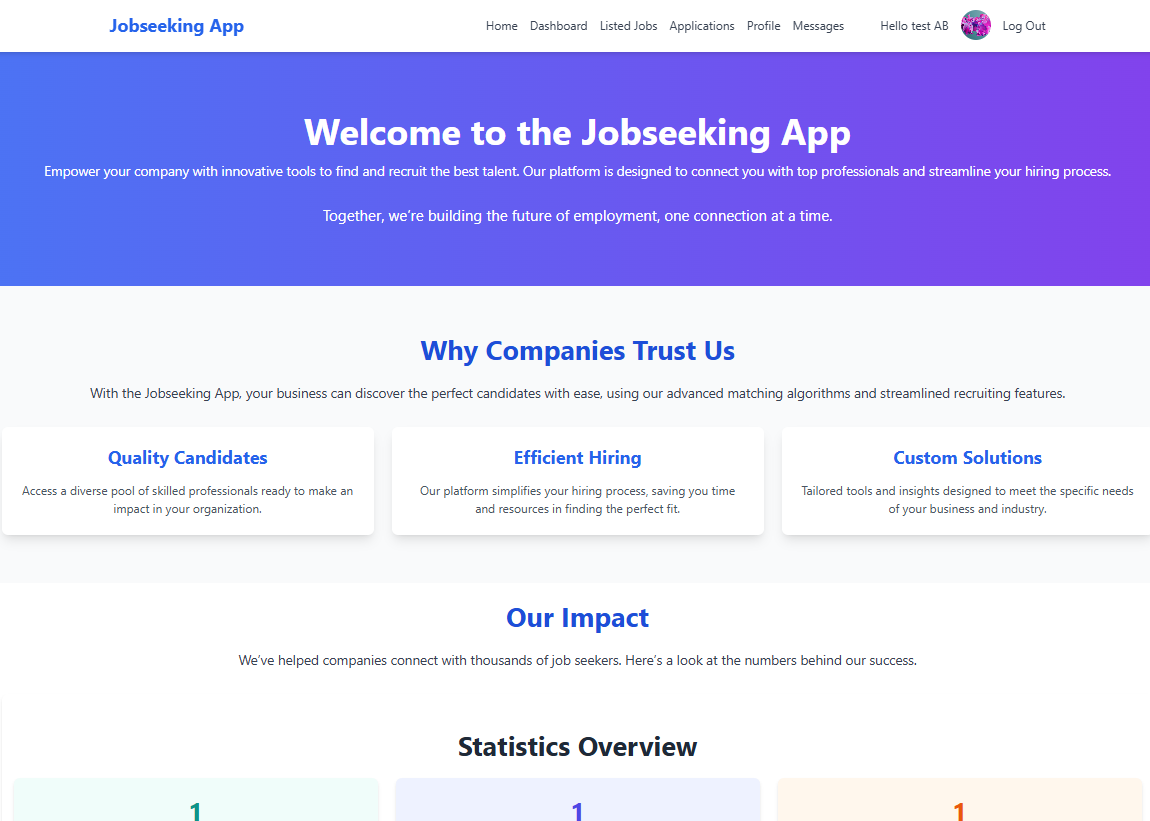 Jobseeking App
Home Dashboard Listed Jobs Applications Profile Messages Hello test AB Log Out
Welcome to the Jobseeking App
Empower your company with innovative tools to find and recruit the best talent. Our platform is designed to connect you with top professionals and streamline your hiring process.
Together, we’re building the future of employment, one connection at a time.
Why Companies Trust Us
With the Jobseeking App, your business can discover the perfect candidates with ease, using our advanced matching algorithms and streamlined recruiting features.
Quality Candidates
Access a diverse pool of skilled professionals ready to make an
impact in your organization.
Efficient Hiring
Our platform simplifies your hiring process, saving you time
and resources in finding the perfect fit.
Custom Solutions
Tailored tools and insights designed to meet the specific needs
of your business and industry.
Our Impact
We’ve helped companies connect with thousands of job seekers. Here’s a look at the numbers behind our success.
Statistics Overview
1 1 1